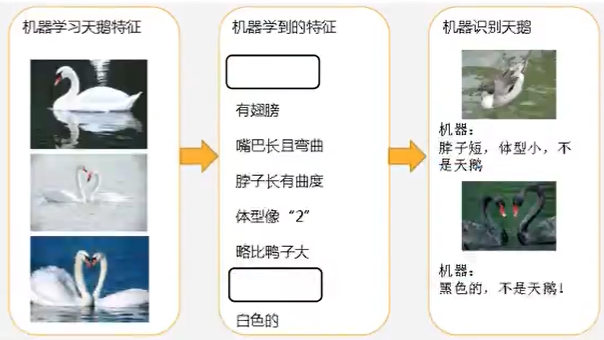 机器学习天鹅特征
机器学到的特征
有翅膀
嘴巴长且弯曲
脖子长有曲度
体型像“2”
略比鸭子大
白色的
机器识别天鹅
机器：
脖子短，体型小，不
是天鹅
机器：
黑色的，不是天鹅！